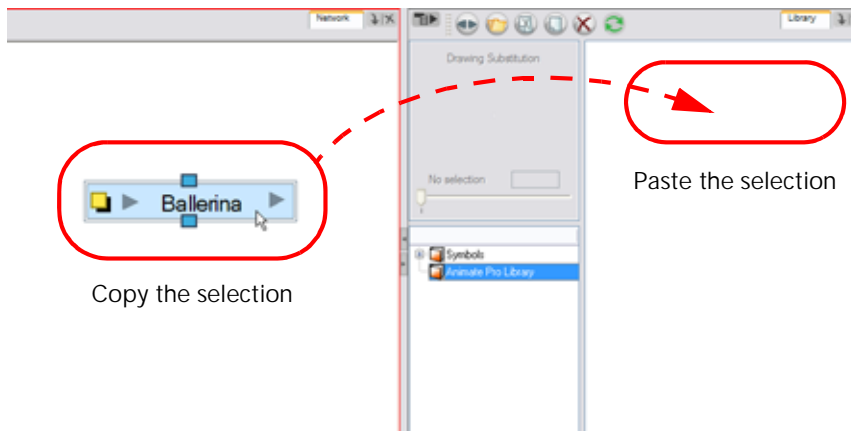 Network
Library
Drawing Substitution
No selection
Ballerina
Copy the selection
Paste the selection
Symbols
Animate Pro Library